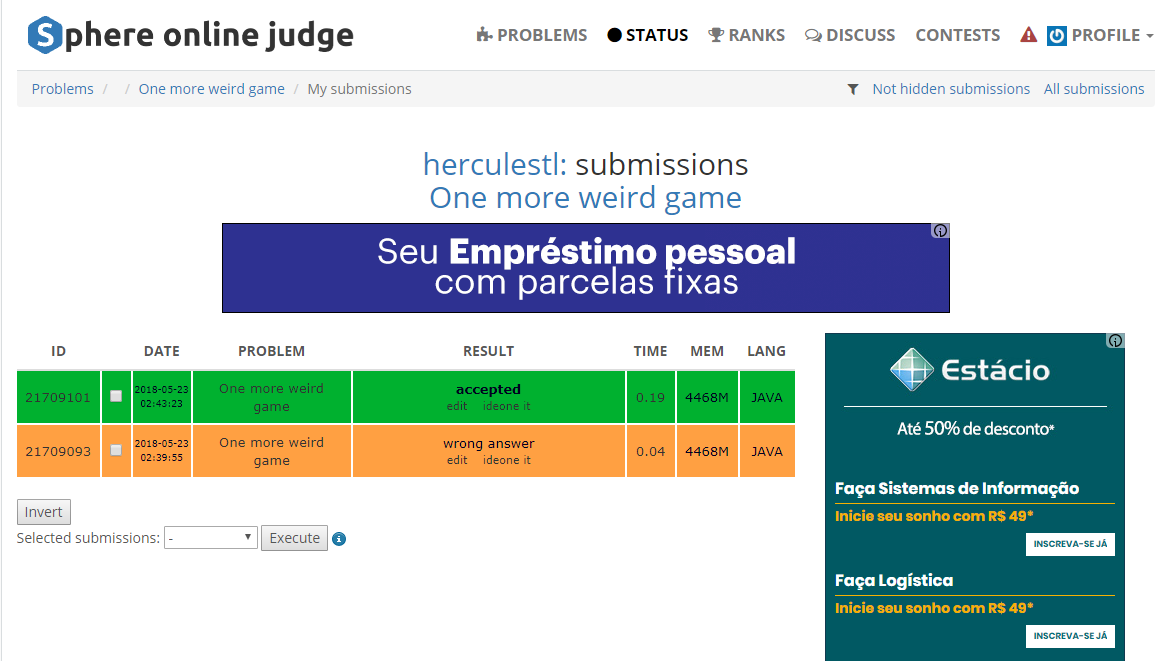 Sphere online judge
PROBLEMS STATUS RANKS DISCUSS CONTESTS PROFILE
Problems / / One more weird game / My submissions
Not hidden submissions All submissions
herculestl: submissions
One more weird game
Seu Empréstimo pessoal
com parcelas fixas
ID DATE PROBLEM RESULT TIME MEM LANG
21709101 2018-05-23 02:43:23 One more weird game accepted edit ideone it 0.19 4468M JAVA
21709093 2018-05-23 02:39:55 One more weird game wrong answer edit ideone it 0.04 4468M JAVA
Invert
Selected submissions: - Execute
Estácio
Até 50% de desconto*
Faça Sistemas de Informação
Inicie seu sonho com R$ 49*
INSCREVA-SE JÁ
Faça Logística
Inicie seu sonho com R$ 49*
INSCREVA-SE JÁ